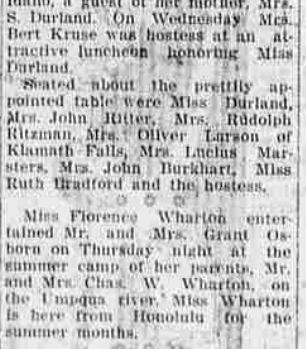 Idaho, a guest of her mother, Mrs.
S. Durland. On Wednesday Mrs.
Bert Kruse was hostess at an at-
tractive luncheon honoring Miss
Durland.
Seated about the prettily ap-
pointed table were Miss Durland,
Mrs. John Ritter, Mrs. Rudolph
Ritzman, Mrs. Oliver Larson of
Klamath Falls, Mrs. Lucius Mar-
sters, Mrs. John Burkhart, Miss
Ruth Bradford and the hostess.
Miss Florence Wharton enter-
tained Mr. and Mrs. Grant Os-
born on Thursday night at the
summer camp of her parents, Mr.
and Mrs. Chas. W. Wharton, on
the Umpqua river. Miss Wharton
is here from Honolulu for the
summer months.